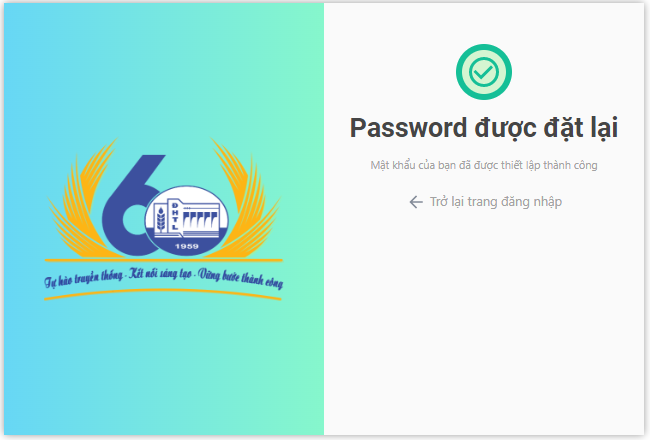 60
ĐHTL
1959
Tự hào truyền thống - Kết nối sáng tạo - Vững bước thành công
Password được đặt lại
Mật khẩu của bạn đã được thiết lập thành công
Trở lại trang đăng nhập